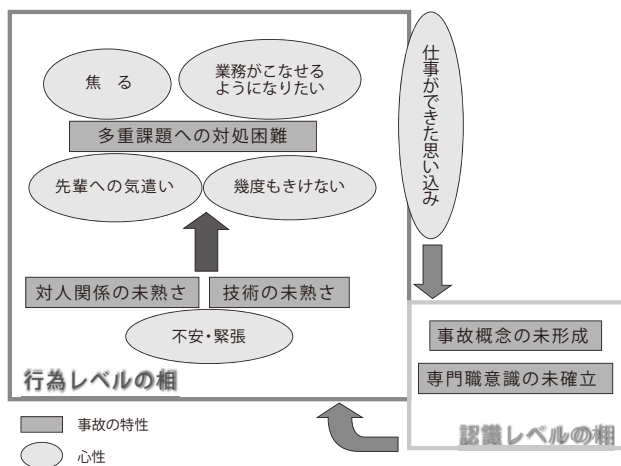 焦る
業務がこなせる
ようになりたい
多重課題への対処困難
先輩への気遣い
幾度もきけない
対人関係の未熟さ
技術の未熟さ
不安・緊張
行為レベルの相
仕事ができた思い込み
事故概念の未形成
専門職意識の未確立
認識レベルの相
事故の特性
心性